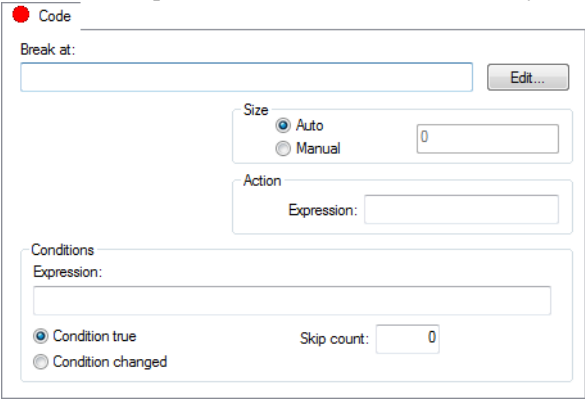 Code
Break at:
Edit...
Size
Auto
0
Manual
Action
Expression:
Conditions
Expression:
Condition true
Skip count: 0
Condition changed